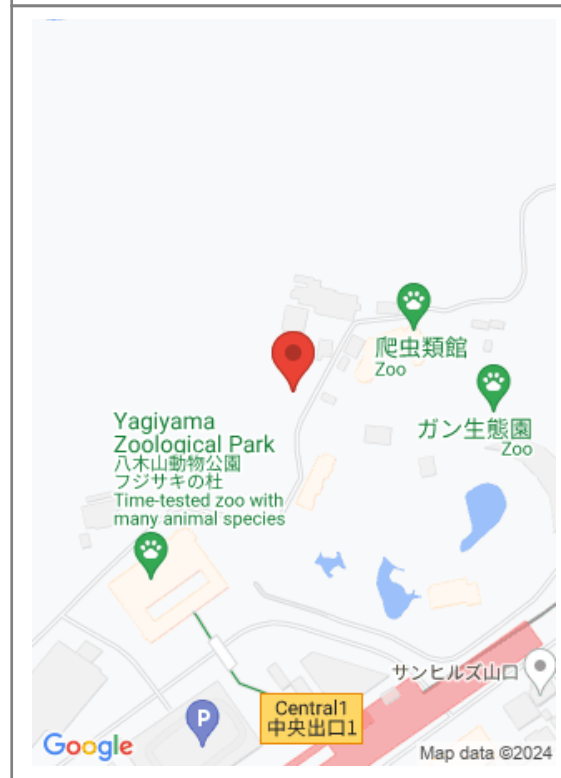 爬虫類館
Zoo
ガン生態園
Zoo
Yagiyama
Zoological Park
八木山動物公園
フジサキの杜
Time-tested zoo with
many animal species
サンヒルズ山口
P
Central1
中央出口1
Google
Map data ©2024